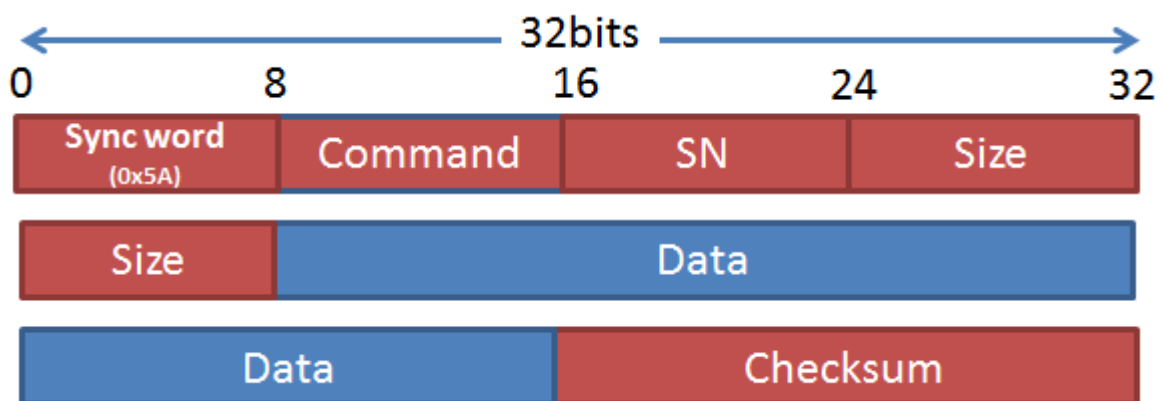 32bits
0 8 16 24 32
Sync word Command SN Size
(0x5A)
Size Data
Data Checksum